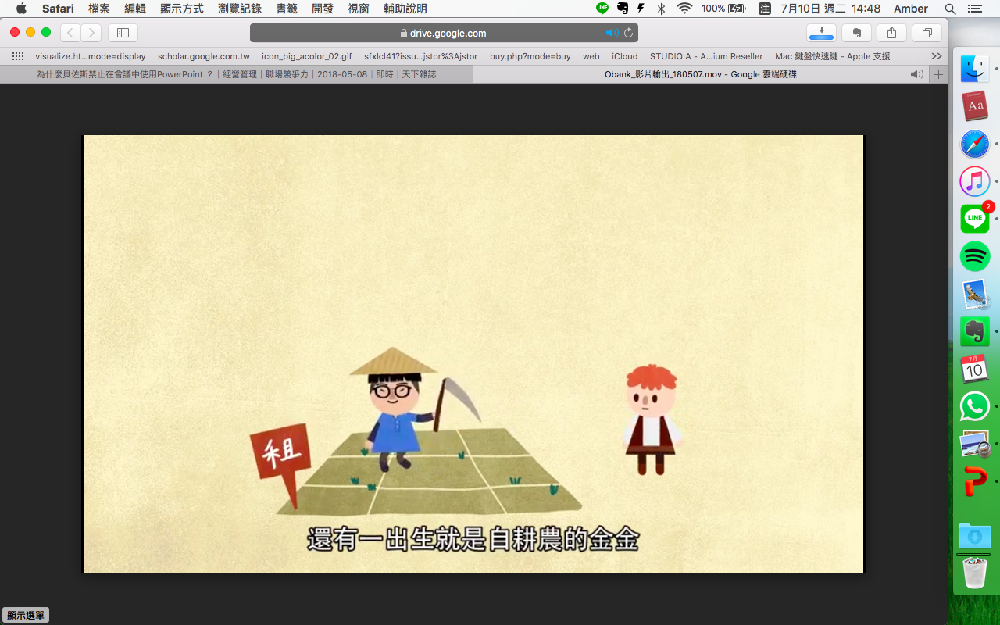 Safari 檔案 編輯 顯示方式 瀏覽記錄 書籤 開發 視窗 輔助說明 LINE 100% 注 7月10日 週二 14:48 Amber
drive.google.com
visualize.ht...mode=display scholar.google.com.tw icon_big_acolor_02.gif sfxlcl41?issu...jstor%3Ajstor buy.php?mode=buy web iCloud STUDIO A - A...ium Reseller Mac 鍵盤快速鍵 - Apple 支援 >>
為什麼貝佐斯禁止在會議中使用PowerPoint ？｜經營管理｜職場競爭力｜2018-05-08｜即時｜天下雜誌 Obank_影片輸出_180507.mov - Google 雲端硬碟
Aa
2
LINE
7月
10
租
還有一出生就是自耕農的金金
顯示選單